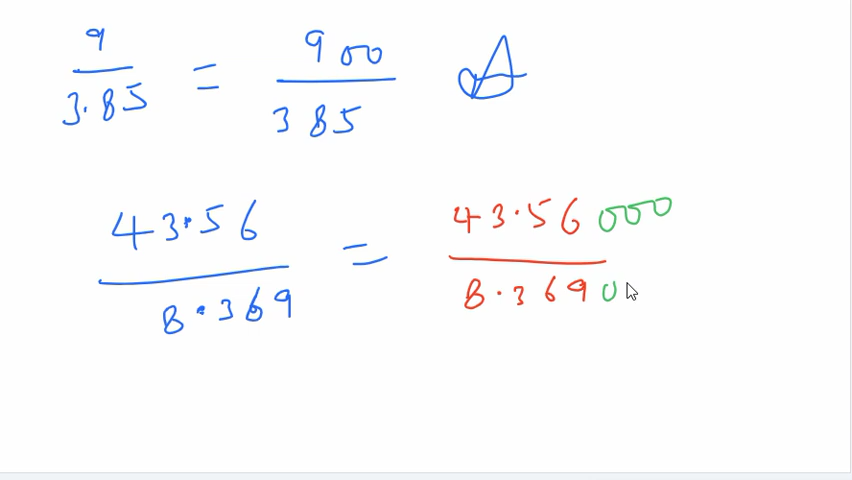 9 = 900 A
3.85 385
43.56 = 43.56000
8.369 8.3690